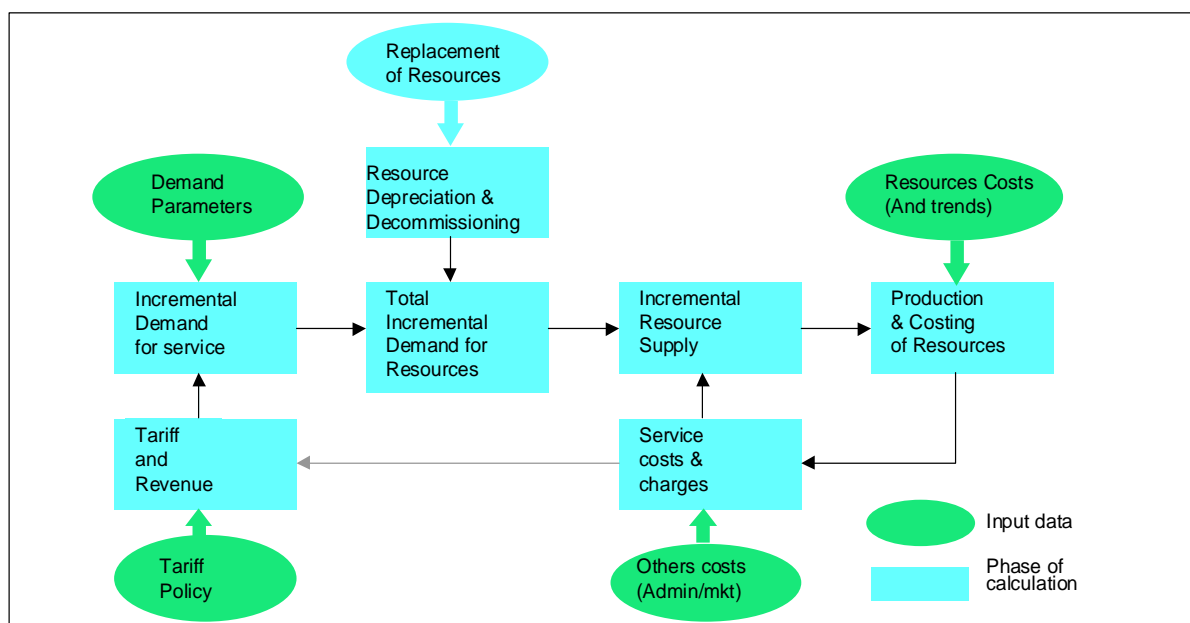 Replacement
of Resources
Demand
Parameters
Resource
Depreciation &
Decommissioning
Resources Costs
(And trends)
Incremental
Demand
for service
Total
Incremental
Demand for
Resources
Incremental
Resource
Supply
Production
& Costing
of Resources
Tariff
and
Revenue
Service
costs &
charges
Tariff
Policy
Others costs
(Admin/mkt)
Input data
Phase of
calculation